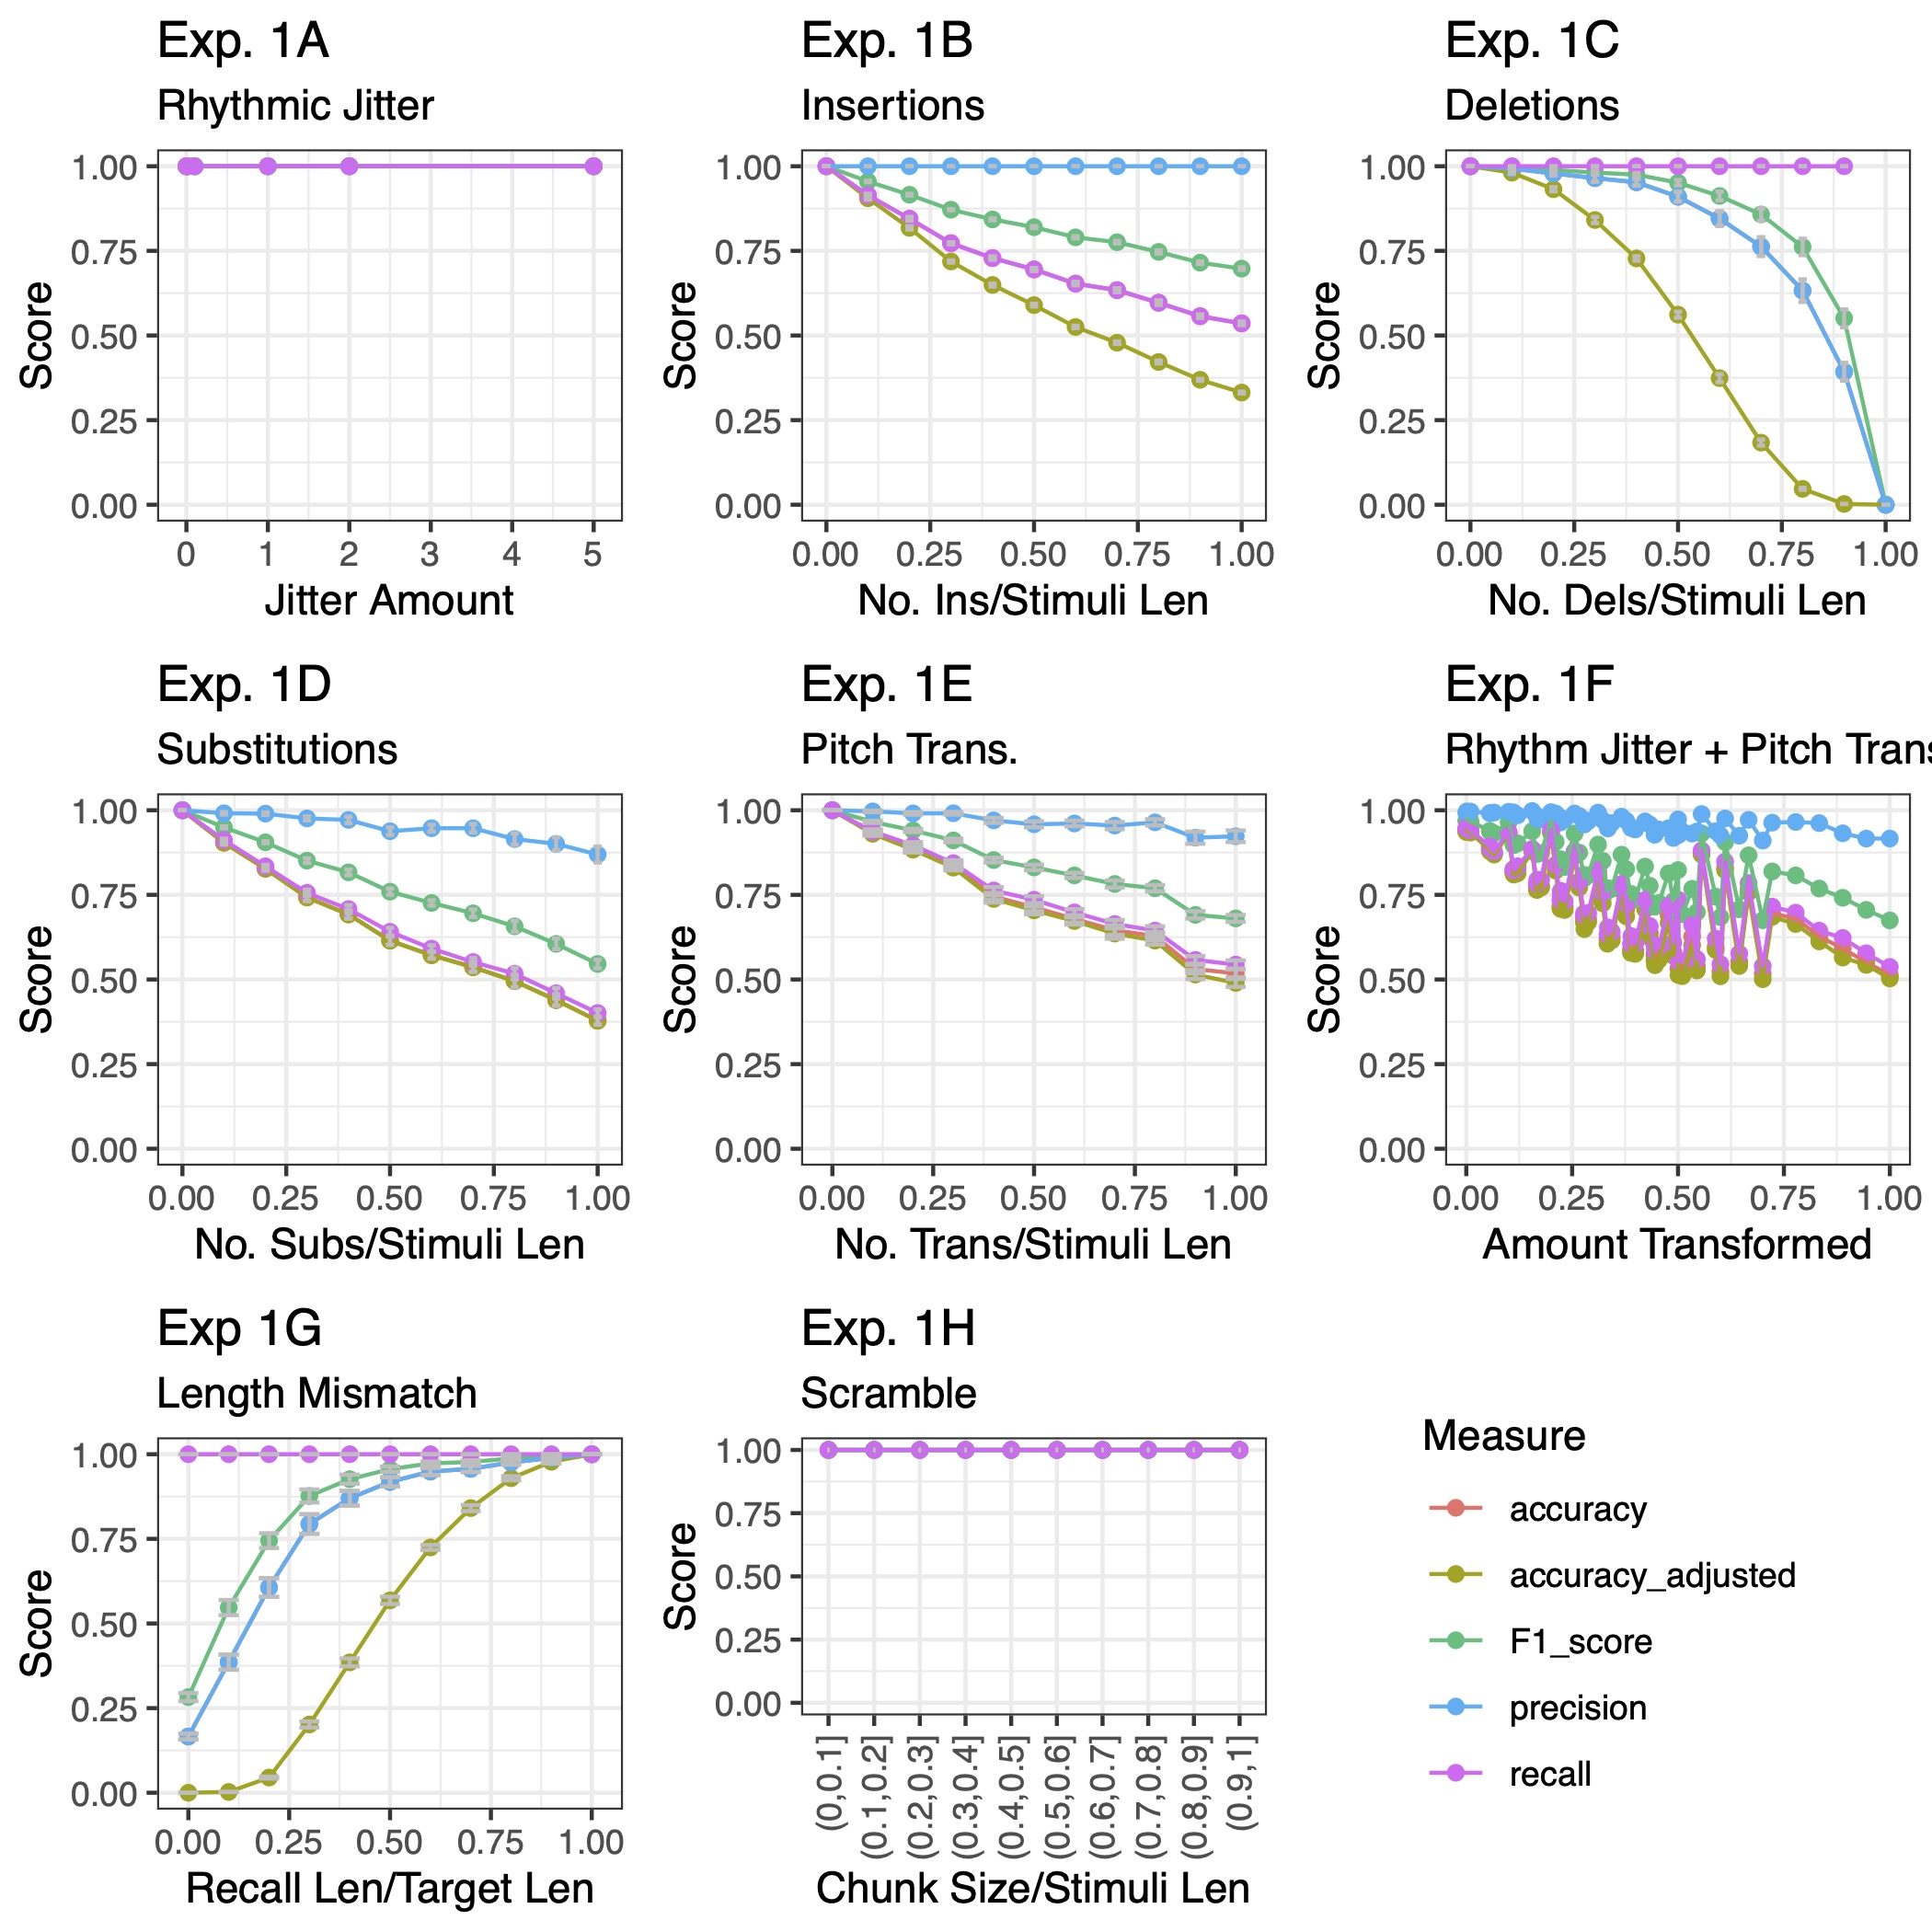 Exp. 1A
Rhythmic Jitter
1.00
0.75
0.50
0.25
0.00
Score
0 1 2 3 4 5
Jitter Amount
Exp. 1B
Insertions
1.00
0.75
0.50
0.25
0.00
Score
0.00 0.25 0.50 0.75 1.00
No. Ins/Stimuli Len
Exp. 1C
Deletions
1.00
0.75
0.50
0.25
0.00
Score
0.00 0.25 0.50 0.75 1.00
No. Dels/Stimuli Len
Exp. 1D
Substitutions
1.00
0.75
0.50
0.25
0.00
Score
0.00 0.25 0.50 0.75 1.00
No. Subs/Stimuli Len
Exp. 1E
Pitch Trans.
1.00
0.75
0.50
0.25
0.00
Score
0.00 0.25 0.50 0.75 1.00
No. Trans/Stimuli Len
Exp. 1F
Rhythm Jitter + Pitch Trans
1.00
0.75
0.50
0.25
0.00
Score
0.00 0.25 0.50 0.75 1.00
Amount Transformed
Exp 1G
Length Mismatch
1.00
0.75
0.50
0.25
0.00
Score
0.00 0.25 0.50 0.75 1.00
Recall Len/Target Len
Exp. 1H
Scramble
1.00
0.75
0.50
0.25
0.00
Score
(0,0.1]
(0.1,0.2]
(0.2,0.3]
(0.3,0.4]
(0.4,0.5]
(0.5,0.6]
(0.6,0.7]
(0.7,0.8]
(0.8,0.9]
(0.9,1]
Chunk Size/Stimuli Len
Measure
accuracy
accuracy_adjusted
F1_score
precision
recall